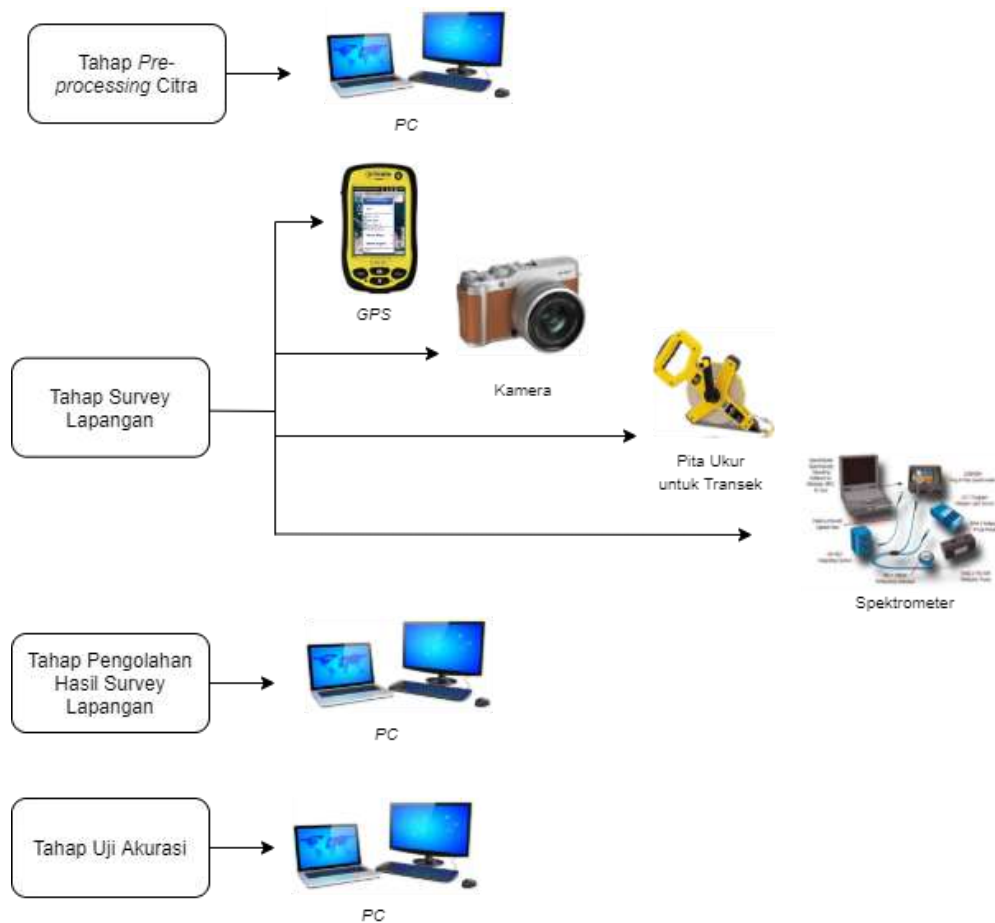 Tahap Pre-
processing Citra
PC
GPS
Kamera
Tahap Survey
Lapangan
Pita Ukur
untuk Transek
Spektrometer
Tahap Pengolahan
Hasil Survey
Lapangan
PC
Tahap Uji Akurasi
PC